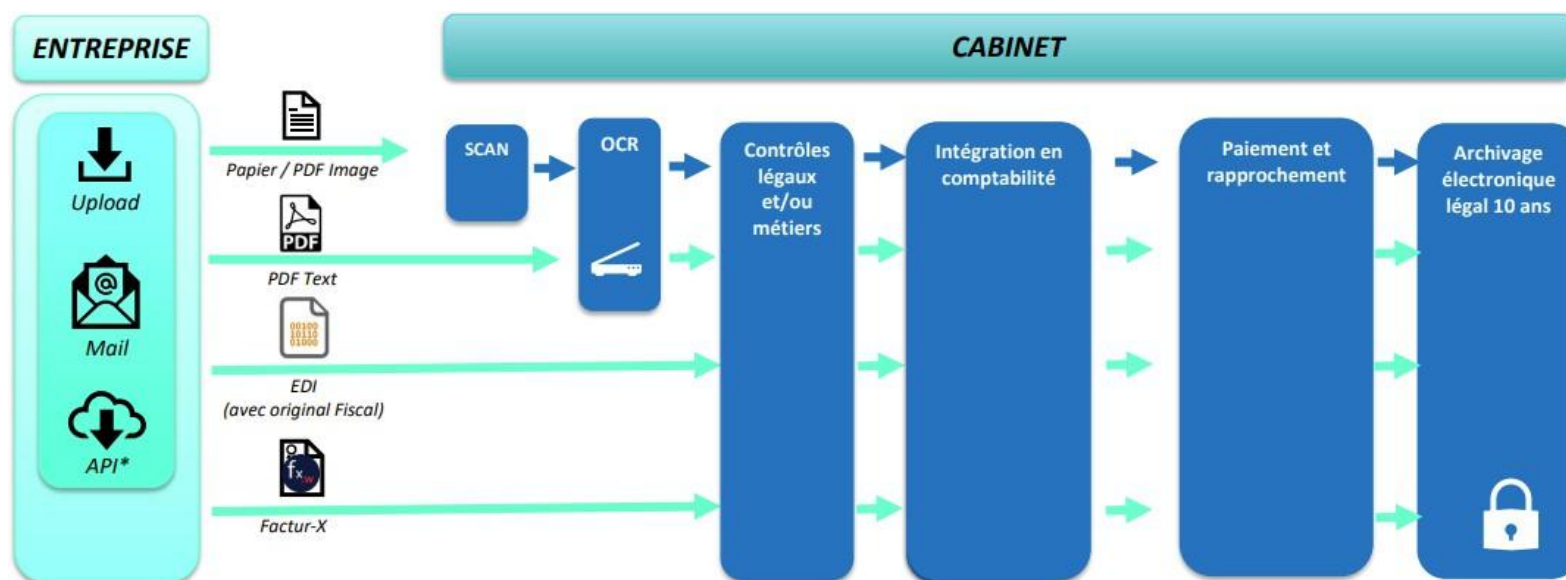 ENTREPRISE
CABINET
Upload
@
Mail
API*
Papier / PDF Image
PDF
PDF Text
00100
10110
01000
EDI
(avec original Fiscal)
fx
w
Factur-X
SCAN
OCR
Contrôles
légaux
et/ou
métiers
Intégration en
comptabilité
Paiement et
rapprochement
Archivage
électronique
légal 10 ans